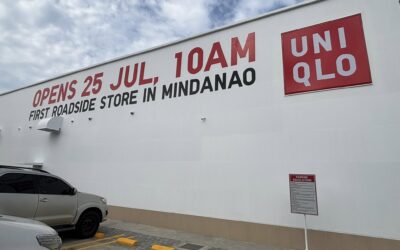 OPENS 25 JUL, 10AM
FIRST ROADSIDE STORE IN MINDANAO
UNI
QLO